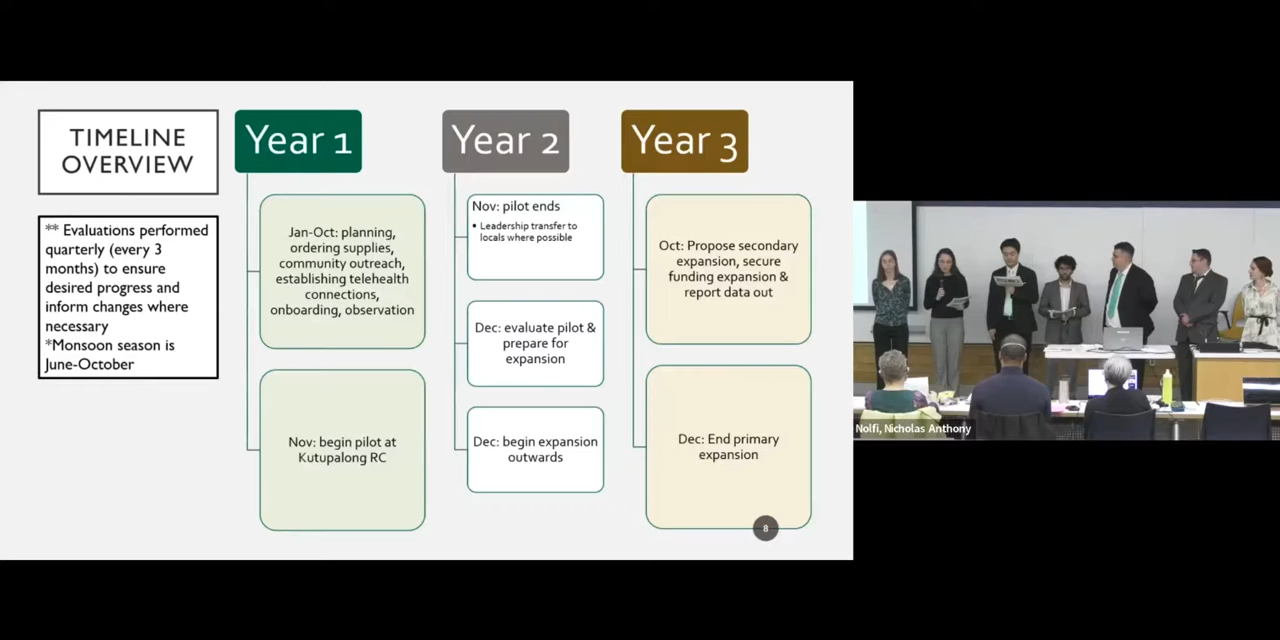 TIMELINE
OVERVIEW
** Evaluations performed
quarterly (every 3
months) to ensure
desired progress and
inform changes where
necessary
*Monsoon season is
June-October
Year 1
Jan-Oct: planning,
ordering supplies,
community outreach,
establishing telehealth
connections,
onboarding, observation
Nov: begin pilot at
Kutupalong RC
Year 2
Nov: pilot ends
• Leadership transfer to
locals where possible
Dec: evaluate pilot &
prepare for
expansion
Dec: begin expansion
outwards
Year 3
Oct: Propose secondary
expansion, secure
funding expansion &
report data out
Dec: End primary
expansion
8
Nolfi, Nicholas Anthony